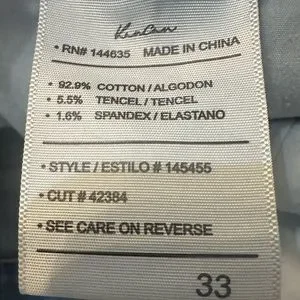 KanCan
• RN# 144635 MADE IN CHINA
• 92.9% COTTON / ALGODON
• 5.5% TENCEL / TENCEL
• 1.6% SPANDEX / ELASTANO
• STYLE / ESTILO # 145455
• CUT # 42384
• SEE CARE ON REVERSE
33